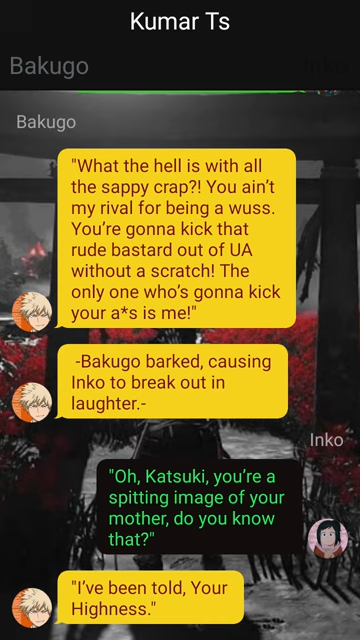 Kumar Ts
Bakugo
Inko
Bakugo
"What the hell is with all
the sappy crap?! You ain't
my rival for being a wuss.
You're gonna kick that
rude bastard out of UA
without a scratch! The
only one who's gonna kick
your a*s is me!"
-Bakugo barked, causing
Inko to break out in
laughter.-
Inko
"Oh, Katsuki, you're a
spitting image of your
mother, do you know
that?"
"I've been told, Your
Highness."